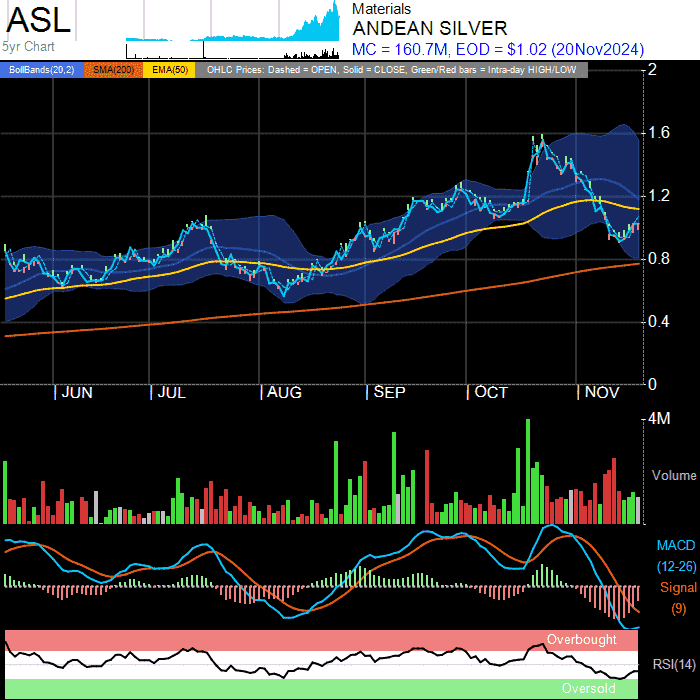 ASL
5yr Chart
Materials
ANDEAN SILVER
MC = 160.7M, EOD = $1.02 (20Nov2024)
BollBands(20,2) SMA(200) EMA(50) OHLC Prices: Dashed = OPEN, Solid = CLOSE, Green/Red bars = Intra-day HIGH/LOW
2
1.6
1.2
0.8
0.4
0
| JUN | JUL | AUG | SEP | OCT | NOV
4M
Volume
MACD
(12-26)
Signal
(9)
Overbought
RSI(14)
Oversold